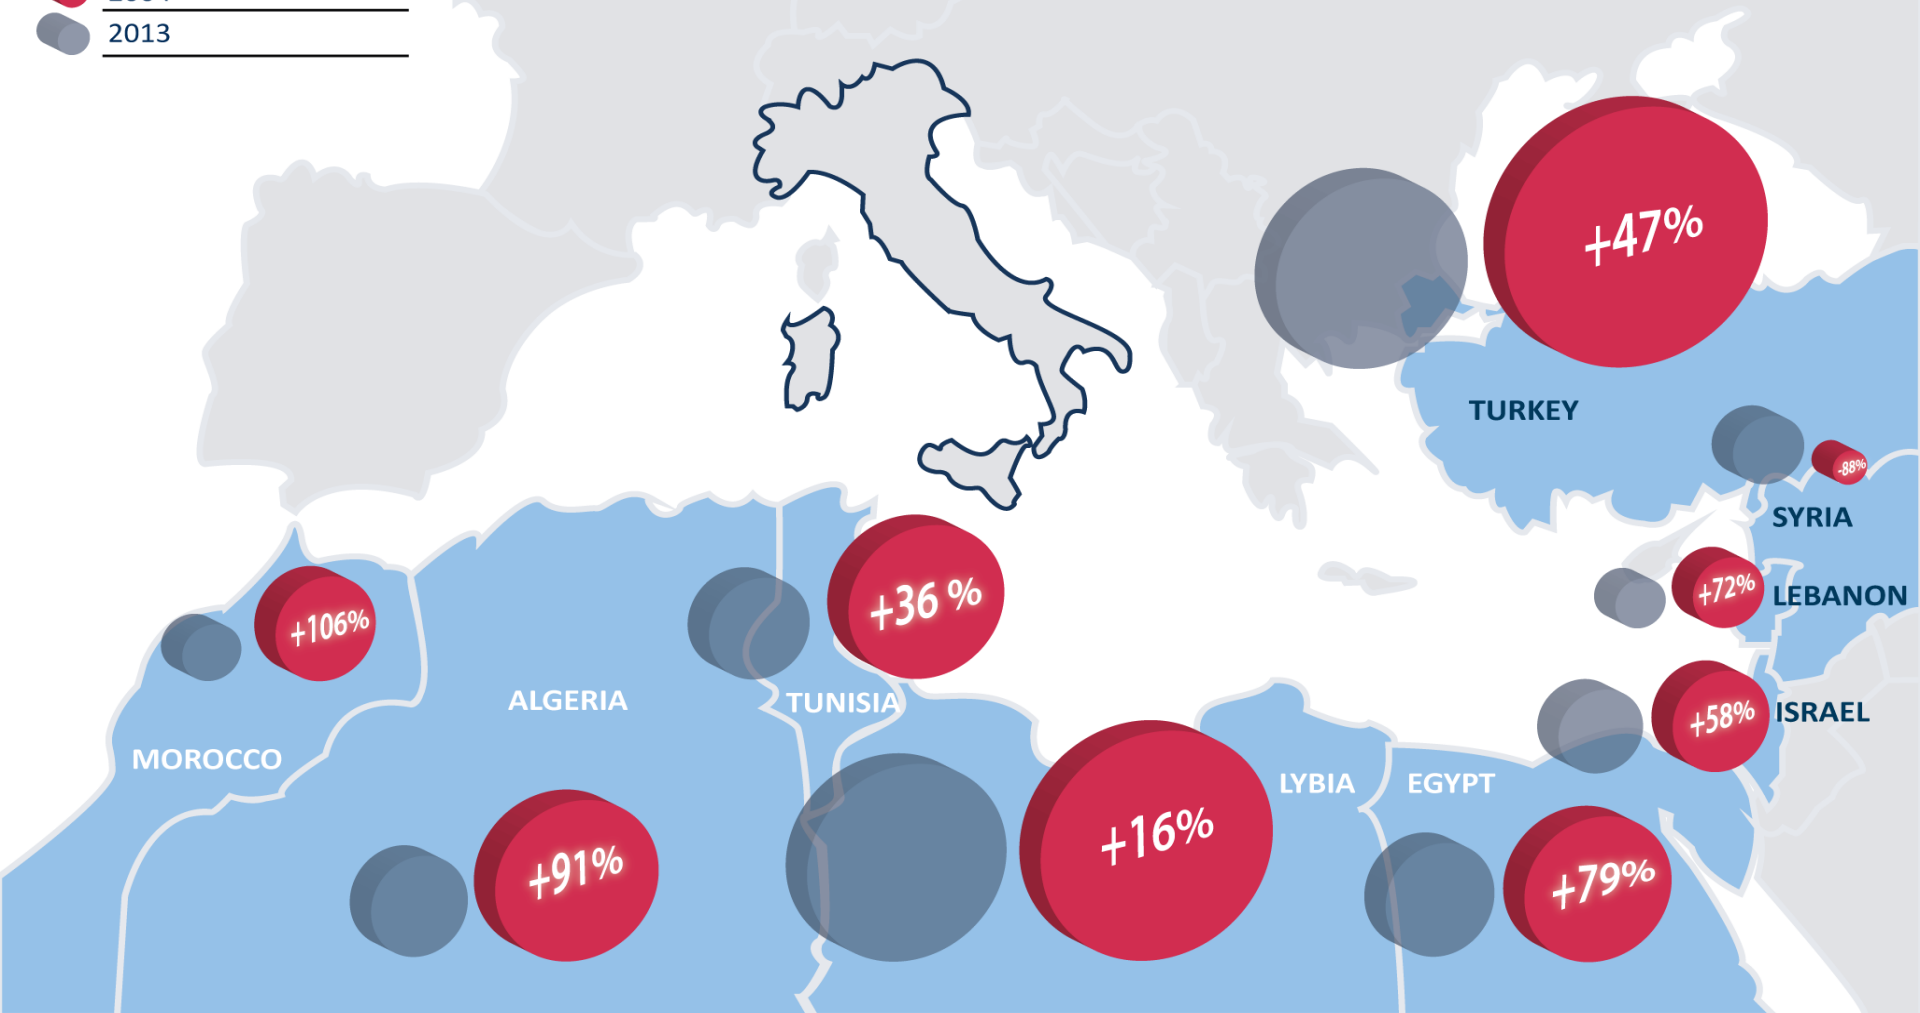 2013
+47%
TURKEY
-88%
SYRIA
+72%
LEBANON
+106%
+36 %
ALGERIA
TUNISIA
+58%
ISRAEL
MOROCCO
LYBIA
EGYPT
+16%
+91%
+79%